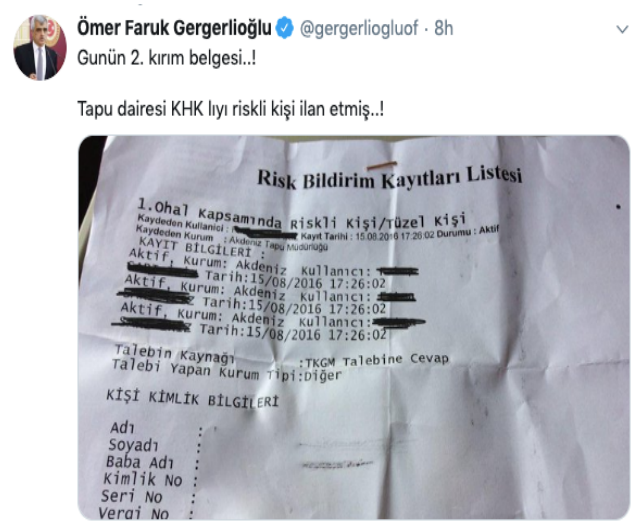 Ömer Faruk Gergerlioğlu @gergerliogluof · 8h
Günün 2. kırım belgesi..!
Tapu dairesi KHK lıyı riskli kişi ilan etmiş..!
Risk Bildirim Kayıtları Listesi
1.Ohal Kapsamında Riskli Kişi/Tüzel Kişi
Kaydeden Kullanici : Kayıt Tarihi : 15.08.2016 17:26:02 Durumu : Aktif
Kaydeden Kurum : Akdeniz Tapu Müdürlüğü
KAYIT BİLGİLERİ :
Aktif, Kurum: Akdeniz Kullanıcı:
Tarih:15/08/2016 17:26:02
Aktif, Kurum: Akdeniz Kullanıcı:
Tarih:15/08/2016 17:26:02
Aktif, Kurum: Akdeniz Kullanıcı:
Tarih:15/08/2016 17:26:02
Talebin Kaynağı :TKGM Talebine Cevap
Talebi Yapan Kurum Tipi:Diğer
KİŞİ KİMLİK BİLGİLERİ
Adı :
Soyadı :
Baba Adı :
Kimlik No :
Seri No :
Vergi No :